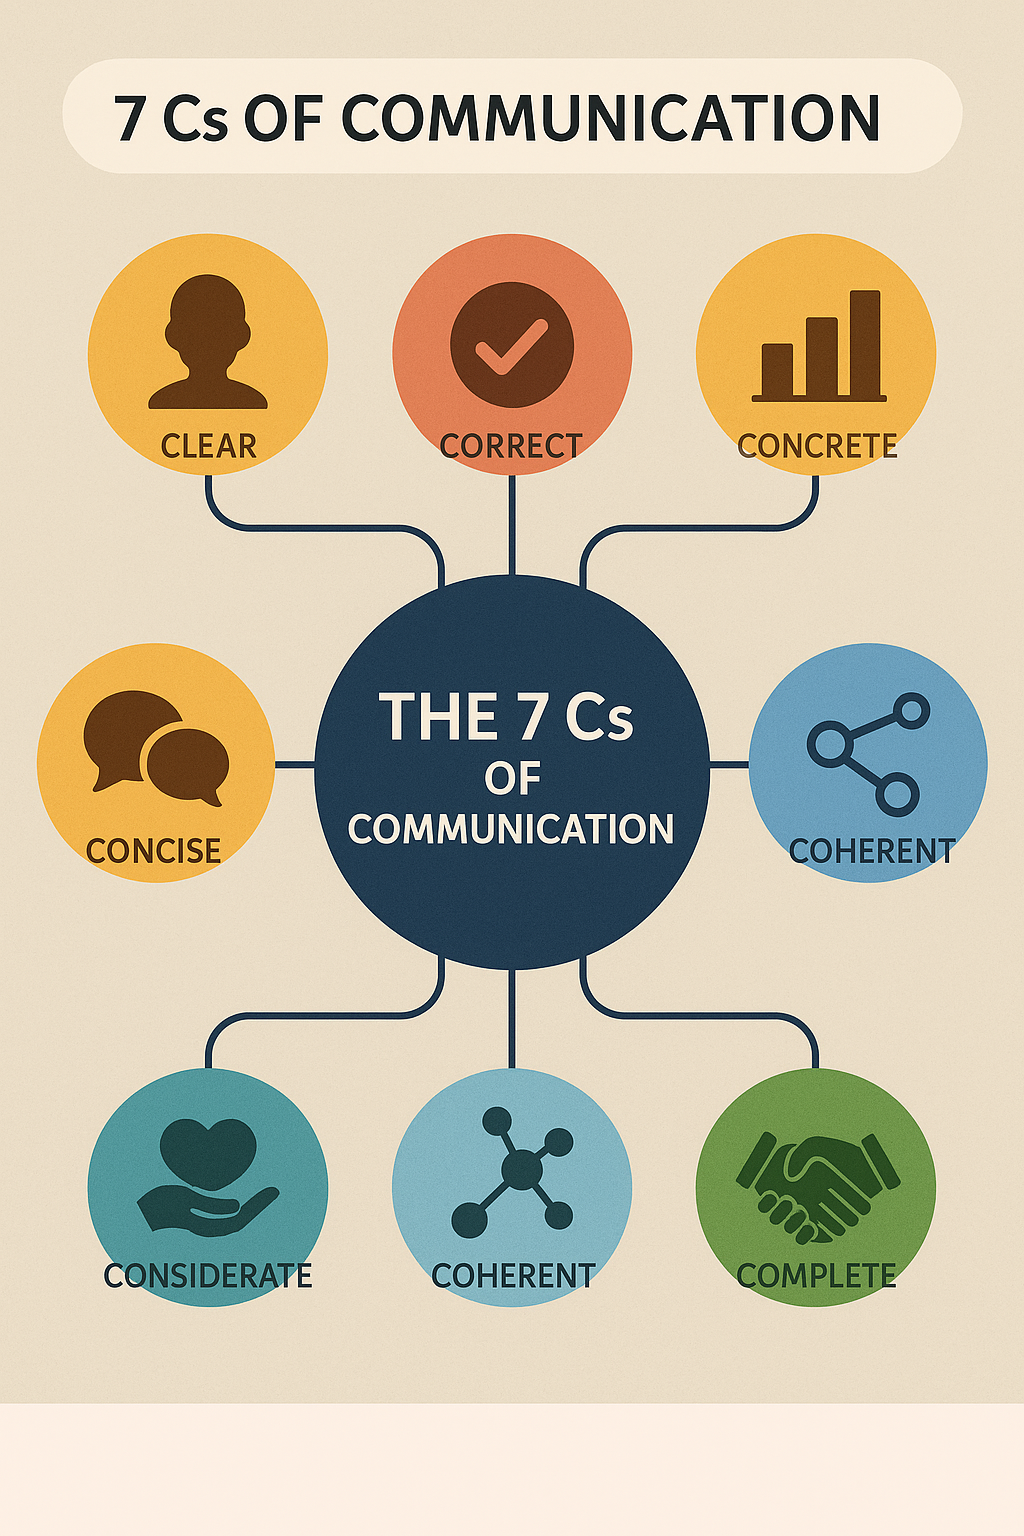 7 Cs OF COMMUNICATION
CLEAR
CORRECT
CONCRETE
THE 7 Cs
OF
COMMUNICATION
CONCISE
COHERENT
CONSIDERATE
COHERENT
COMPLETE